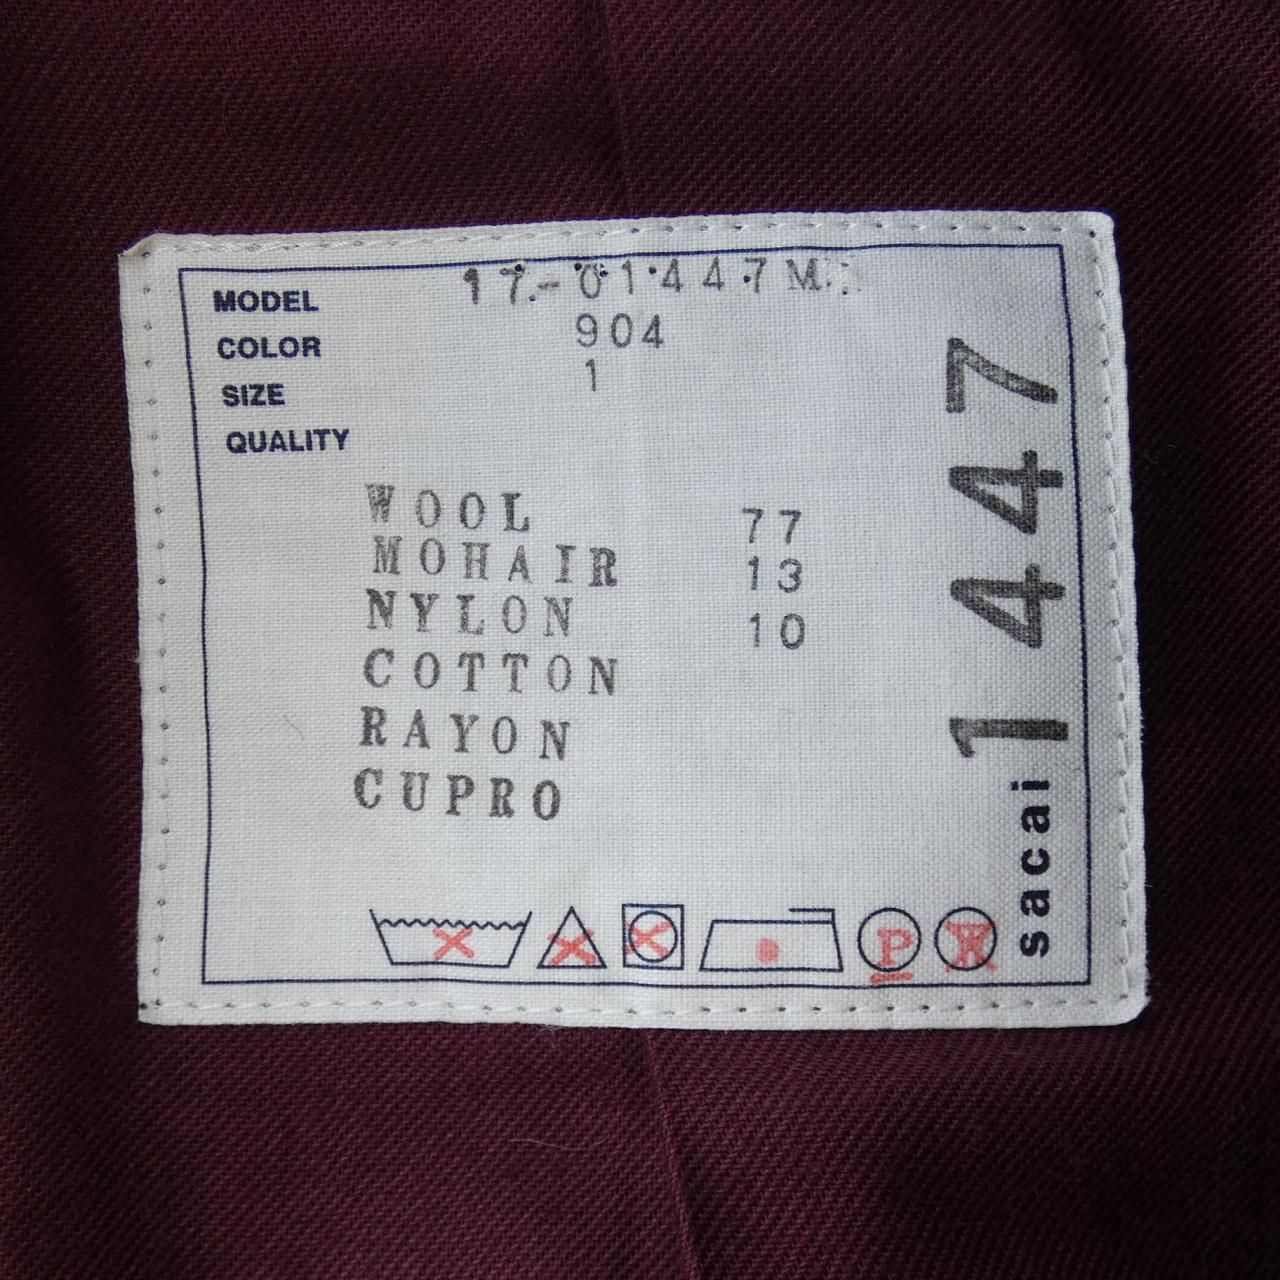 MODEL 17-01447M
COLOR 904
SIZE 1
QUALITY
WOOL 77
MOHAIR 13
NYLON 10
COTTON
RAYON
CUPRO
P
W
sacai 1447